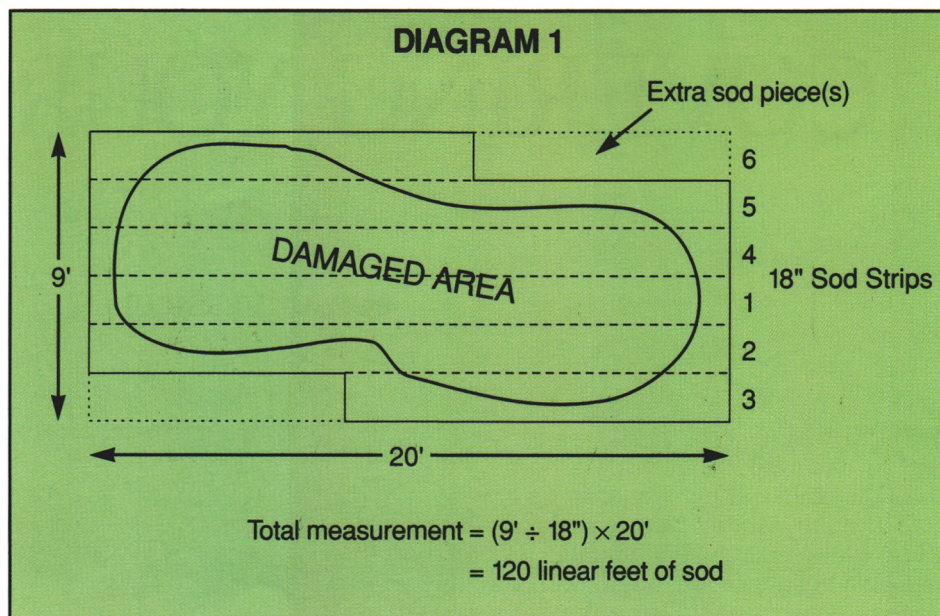 DIAGRAM 1
Extra sod piece(s)
6
5
4
9'
DAMAGED AREA
18" Sod Strips
1
2
3
20'
Total measurement = (9' ÷ 18") × 20'
= 120 linear feet of sod